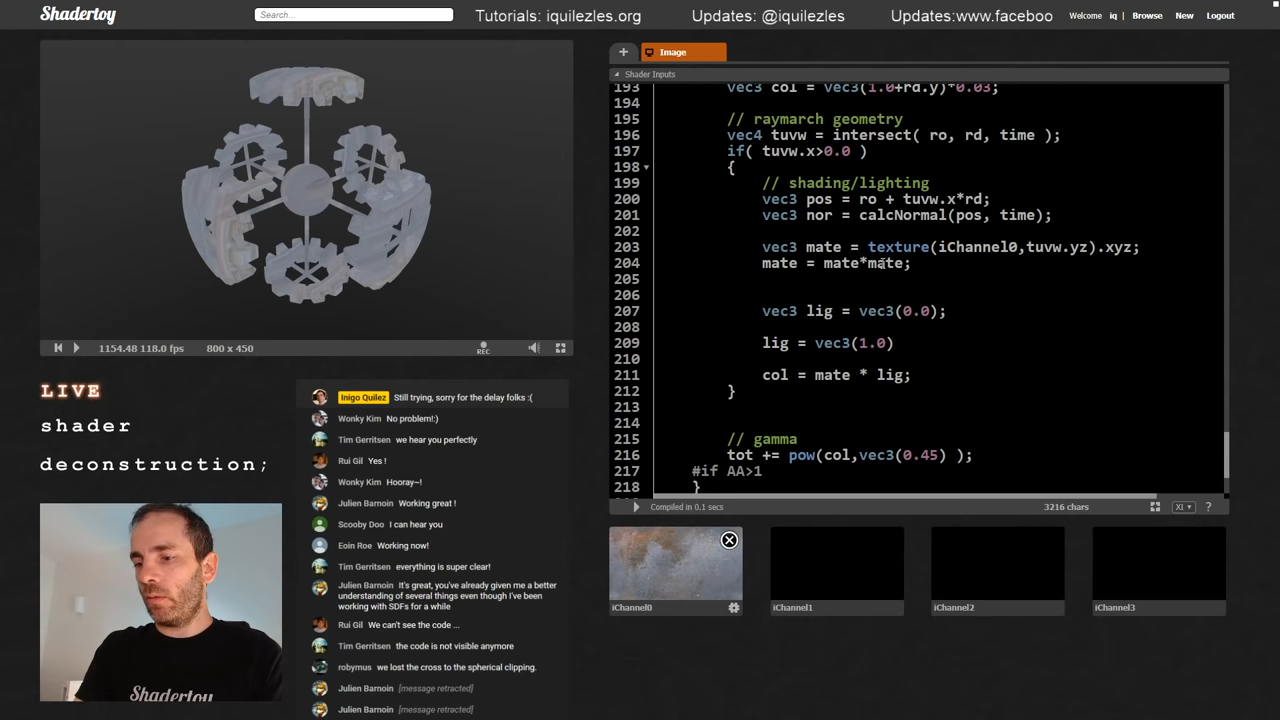 Shadertoy
Search...
Tutorials: iquilezles.org
Updates: @iquilezles
Updates:www.faceboo
Welcome iq | Browse New Logout
+
Image
Shader Inputs
193 vec3 col = vec3(1.0+rd.y)*0.03;
194
195 // raymarch geometry
196 vec4 tuvw = intersect( ro, rd, time );
197 if( tuvw.x>0.0 )
198 {
199 // shading/lighting
200 vec3 pos = ro + tuvw.x*rd;
201 vec3 nor = calcNormal(pos, time);
202
203 vec3 mate = texture(iChannel0,tuvw.yz).xyz;
204 mate = mate*mate;
205
206
207 vec3 lig = vec3(0.0);
208
209 lig = vec3(1.0)
210
211 col = mate * lig;
212 }
213
214
215 // gamma
216 tot += pow(col,vec3(0.45) );
217 #if AA>1
218 }
1154.48 118.0 fps 800 x 450
REC
Compiled in 0.1 secs
3216 chars
XI
?
iChannel0
iChannel1
iChannel2
iChannel3
LIVE
shader
deconstruction;
Inigo Quilez Still trying, sorry for the delay folks :(
Wonky Kim No problem!:)
Tim Gerritsen we hear you perfectly
Rui Gil Yes !
Wonky Kim Hooray~!
Julien Barnoin Working great !
Scooby Doo I can hear you
Eoin Roe Working now!
Tim Gerritsen everything is super clear!
Julien Barnoin It's great, you've already given me a better
understanding of several things even though I've been
working with SDFs for a while
Rui Gil We can't see the code ...
Tim Gerritsen the code is not visible anymore
robymus we lost the cross to the spherical clipping.
Julien Barnoin [message retracted]
Julien Barnoin [message retracted]
Shadertoy